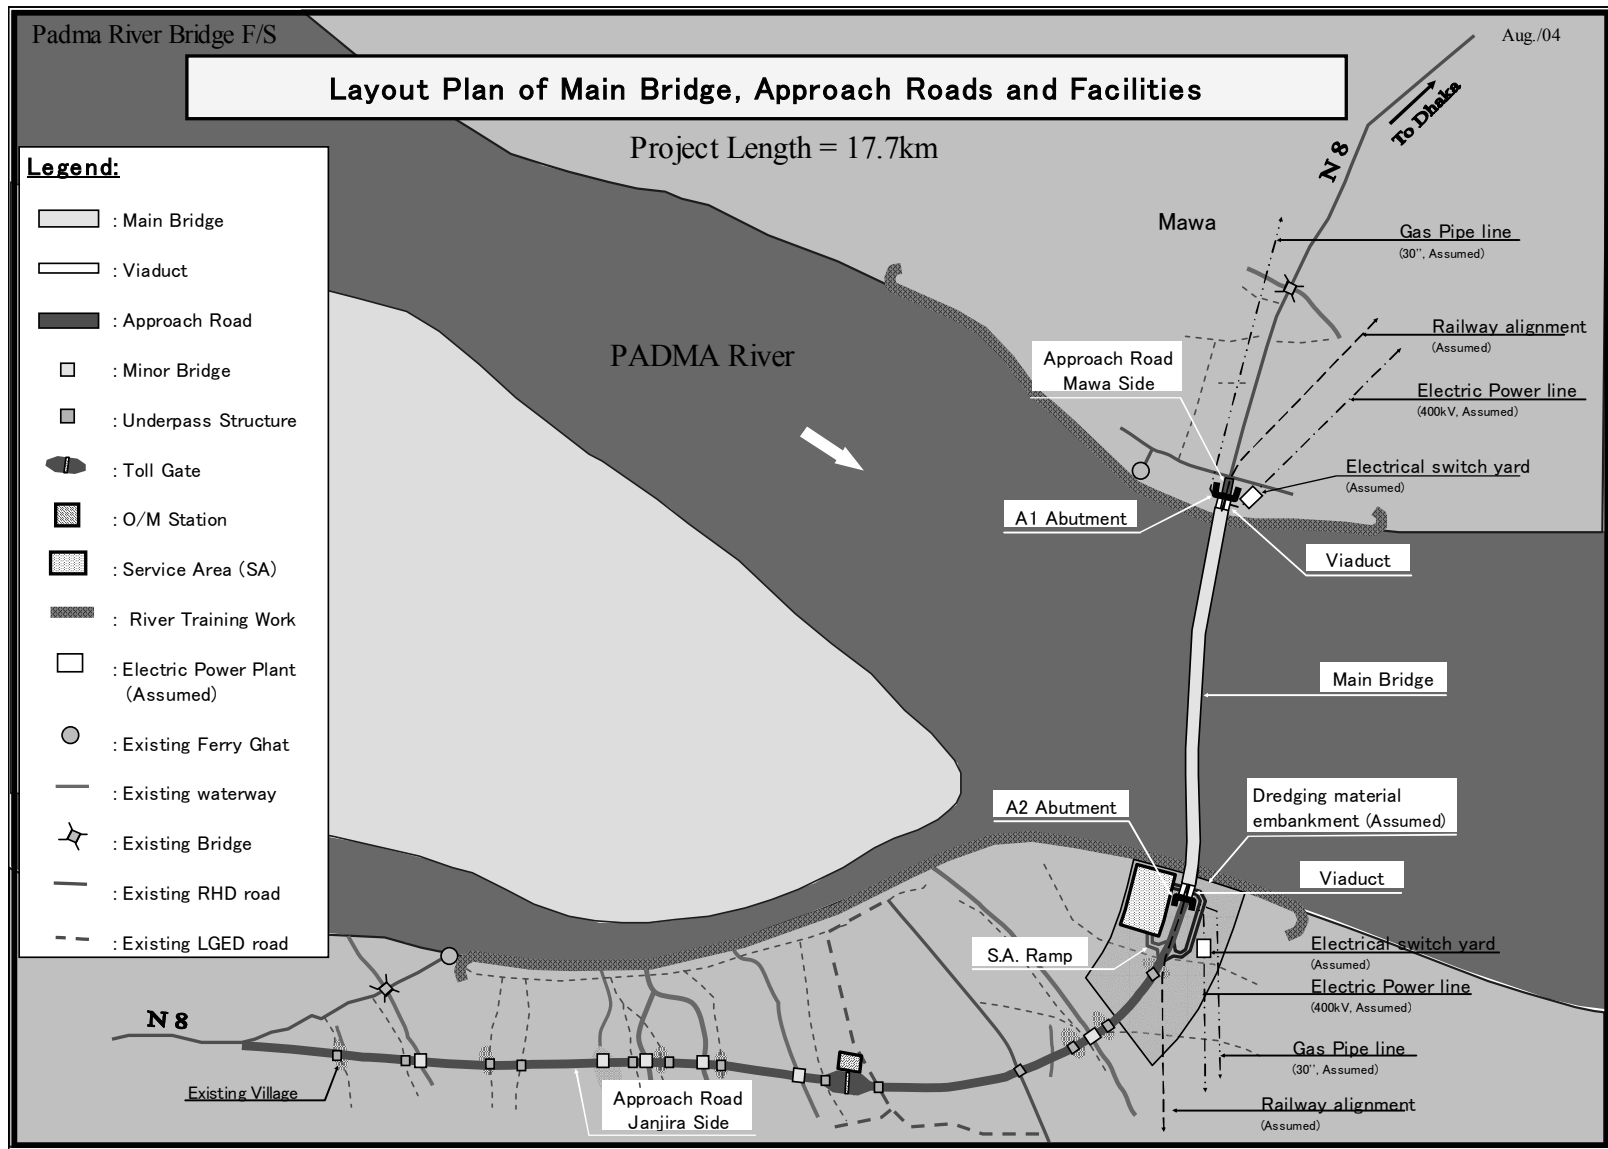 Padma River Bridge F/S
Aug./04
Layout Plan of Main Bridge, Approach Roads and Facilities
Project Length = 17.7km
Legend:
: Main Bridge
: Viaduct
: Approach Road
: Minor Bridge
: Underpass Structure
: Toll Gate
: O/M Station
: Service Area (SA)
: River Training Work
: Electric Power Plant
(Assumed)
: Existing Ferry Ghat
: Existing waterway
: Existing Bridge
: Existing RHD road
: Existing LGED road
To Dhaka
N 8
Mawa
Gas Pipe line
(30'', Assumed)
Railway alignment
(Assumed)
Electric Power line
(400kV, Assumed)
Electrical switch yard
(Assumed)
PADMA River
Approach Road
Mawa Side
A1 Abutment
Viaduct
Main Bridge
A2 Abutment
Dredging material
embankment (Assumed)
Viaduct
S.A. Ramp
Electrical switch yard
(Assumed)
Electric Power line
(400kV, Assumed)
Gas Pipe line
(30'', Assumed)
Railway alignment
(Assumed)
N 8
Existing Village
Approach Road
Janjira Side